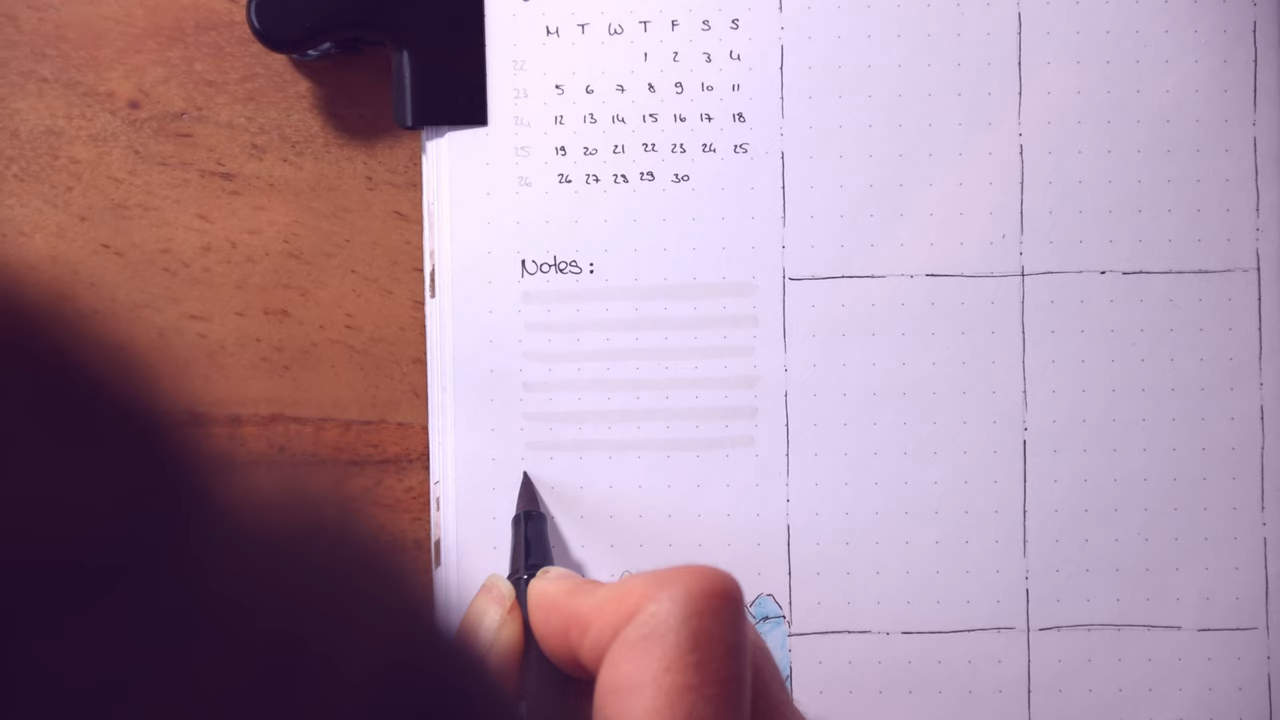 M T W T F S S
22 1 2 3 4
23 5 6 7 8 9 10 11
24 12 13 14 15 16 17 18
25 19 20 21 22 23 24 25
26 26 27 28 29 30
Notes: